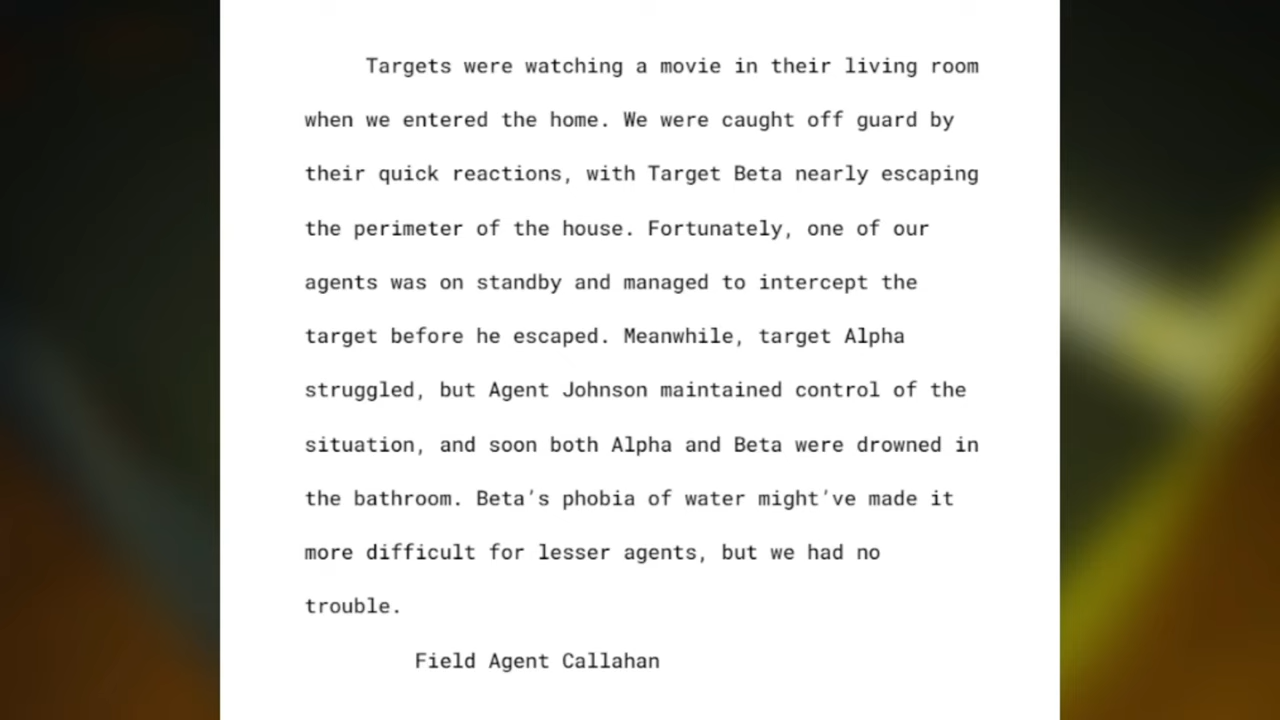 Targets were watching a movie in their living room
when we entered the home. We were caught off guard by
their quick reactions, with Target Beta nearly escaping
the perimeter of the house. Fortunately, one of our
agents was on standby and managed to intercept the
target before he escaped. Meanwhile, target Alpha
struggled, but Agent Johnson maintained control of the
situation, and soon both Alpha and Beta were drowned in
the bathroom. Beta's phobia of water might've made it
more difficult for lesser agents, but we had no
trouble.
Field Agent Callahan